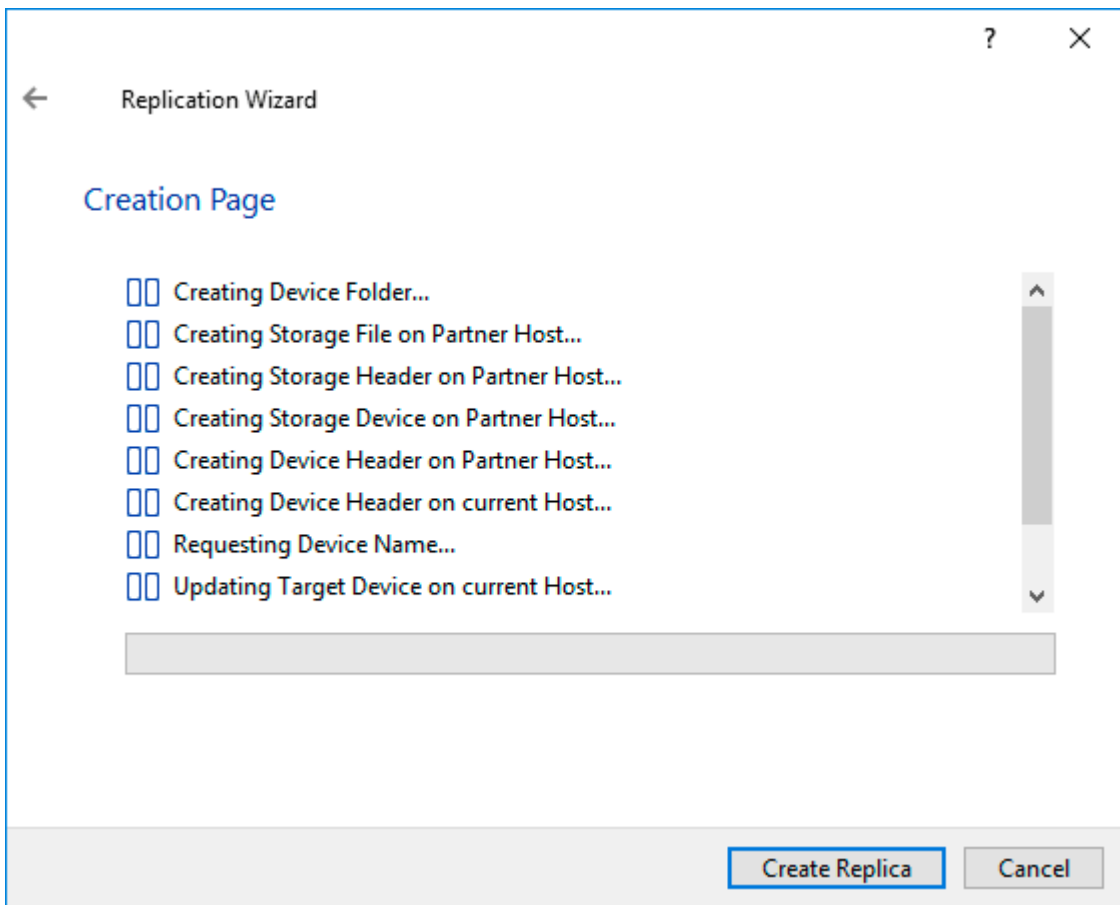 ?
Replication Wizard
Creation Page
Creating Device Folder...
Creating Storage File on Partner Host...
Creating Storage Header on Partner Host...
Creating Storage Device on Partner Host...
Creating Device Header on Partner Host...
Creating Device Header on current Host...
Requesting Device Name...
Updating Target Device on current Host...
Create Replica Cancel